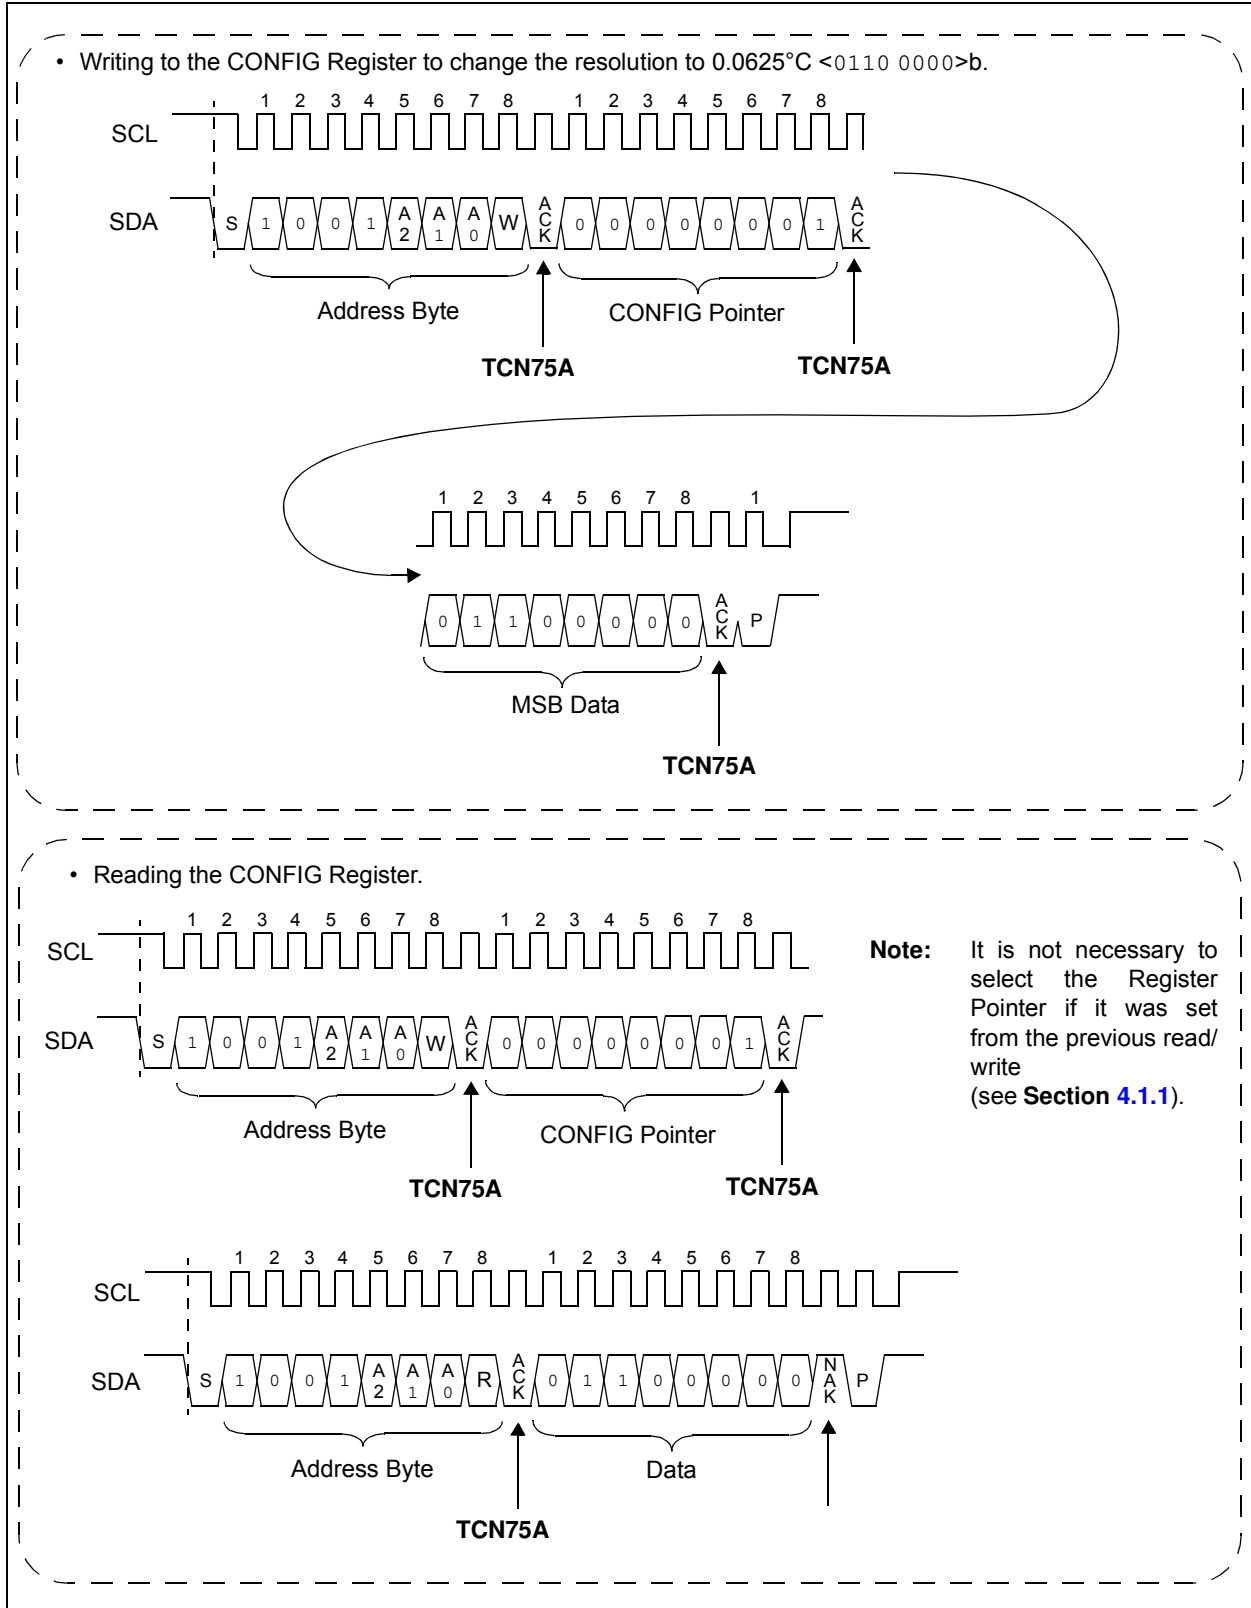 • Writing to the CONFIG Register to change the resolution to 0.0625°C <0110 0000>b.
1 2 3 4 5 6 7 8 1 2 3 4 5 6 7 8
SCL
SDA S 1 0 0 1 A2 A1 A0 W ACK 0 0 0 0 0 0 0 1 ACK
Address Byte CONFIG Pointer
TCN75A TCN75A
1 2 3 4 5 6 7 8 1
0 1 1 0 0 0 0 0 ACK P
MSB Data
TCN75A
• Reading the CONFIG Register.
1 2 3 4 5 6 7 8 1 2 3 4 5 6 7 8
SCL
SDA S 1 0 0 1 A2 A1 A0 W ACK 0 0 0 0 0 0 0 1 ACK
Address Byte CONFIG Pointer
TCN75A TCN75A
Note: It is not necessary to
select the Register
Pointer if it was set
from the previous read/
write
(see Section 4.1.1).
1 2 3 4 5 6 7 8 1 2 3 4 5 6 7 8
SCL
SDA S 1 0 0 1 A2 A1 A0 R ACK 0 1 1 0 0 0 0 0 NAK P
Address Byte Data
TCN75A